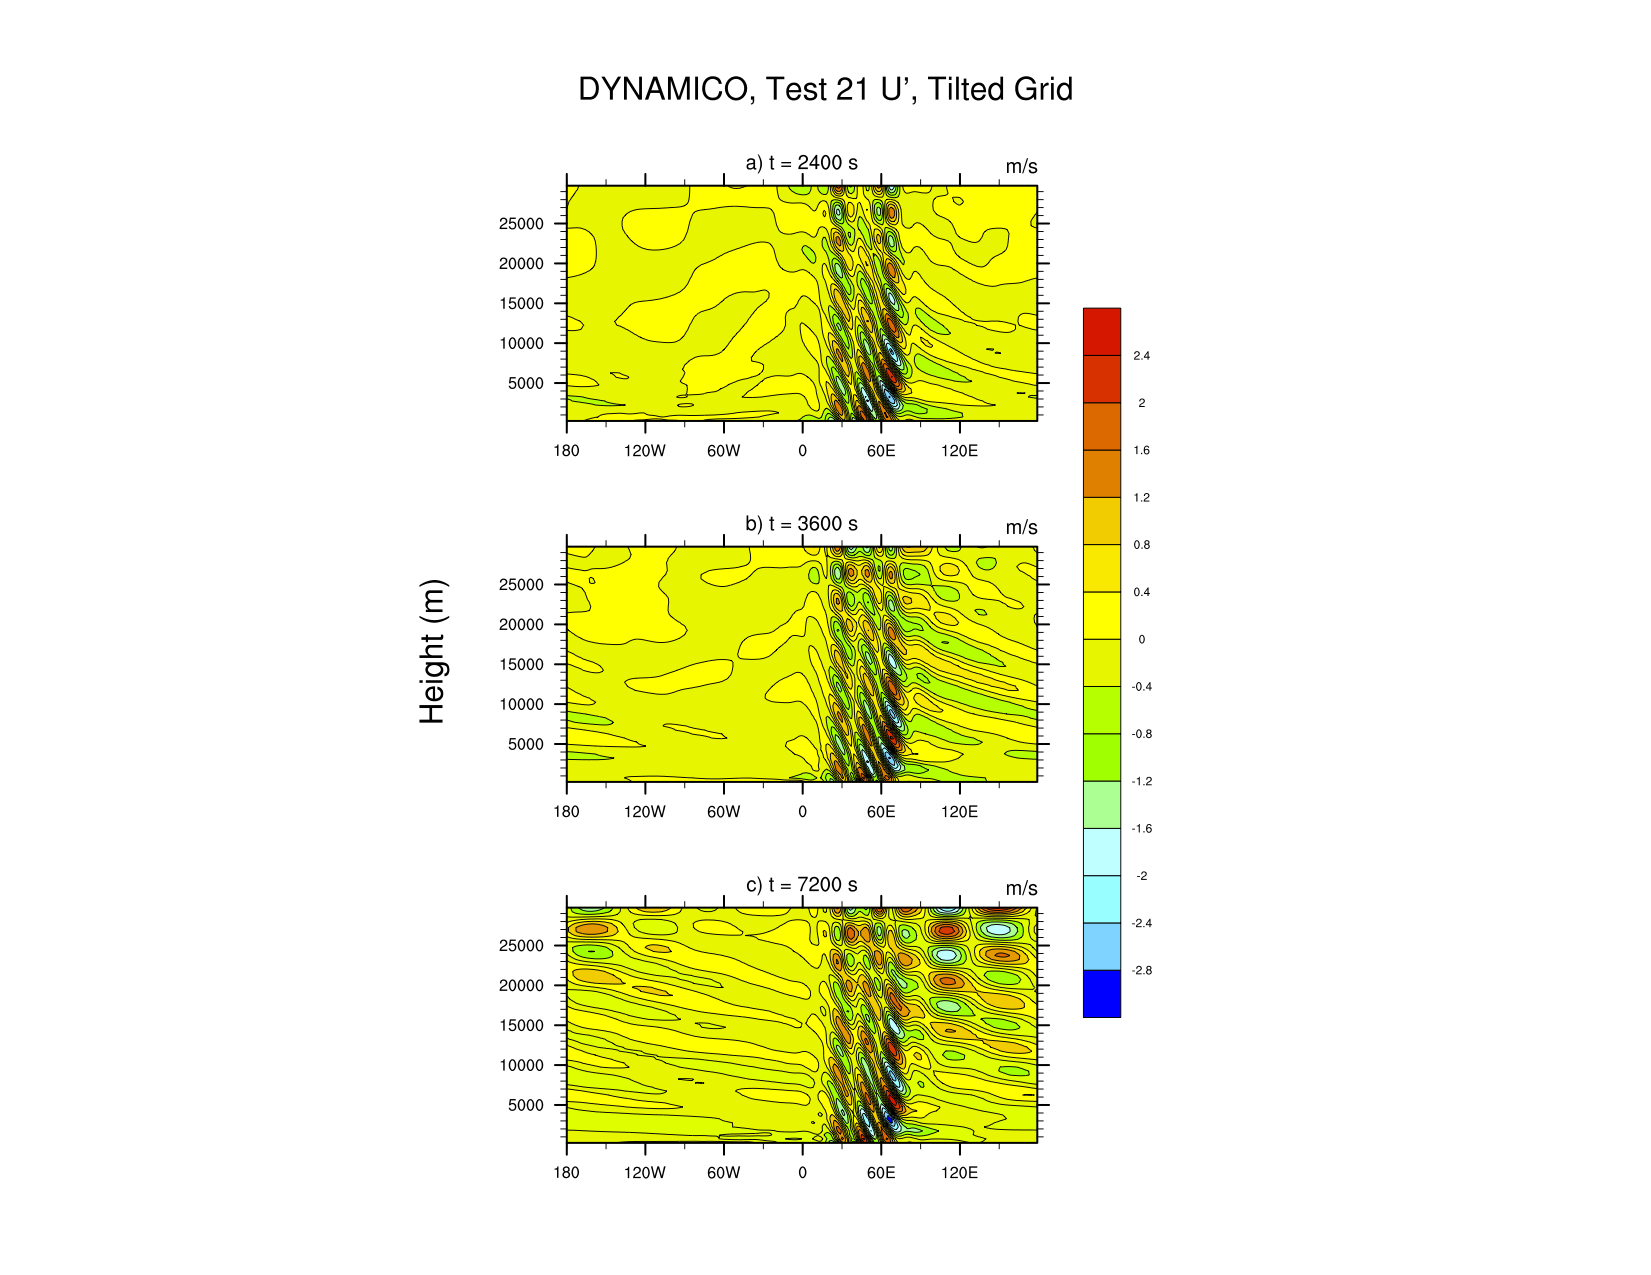 DYNAMICO, Test 21 U’, Tilted Grid
a) t = 2400 s
m/s
25000
20000
15000
10000
5000
180 120W 60W 0 60E 120E
b) t = 3600 s
m/s
25000
20000
15000
10000
5000
180 120W 60W 0 60E 120E
c) t = 7200 s
m/s
25000
20000
15000
10000
5000
180 120W 60W 0 60E 120E
Height (m)
2.4
2
1.6
1.2
0.8
0.4
0
-0.4
-0.8
-1.2
-1.6
-2
-2.4
-2.8